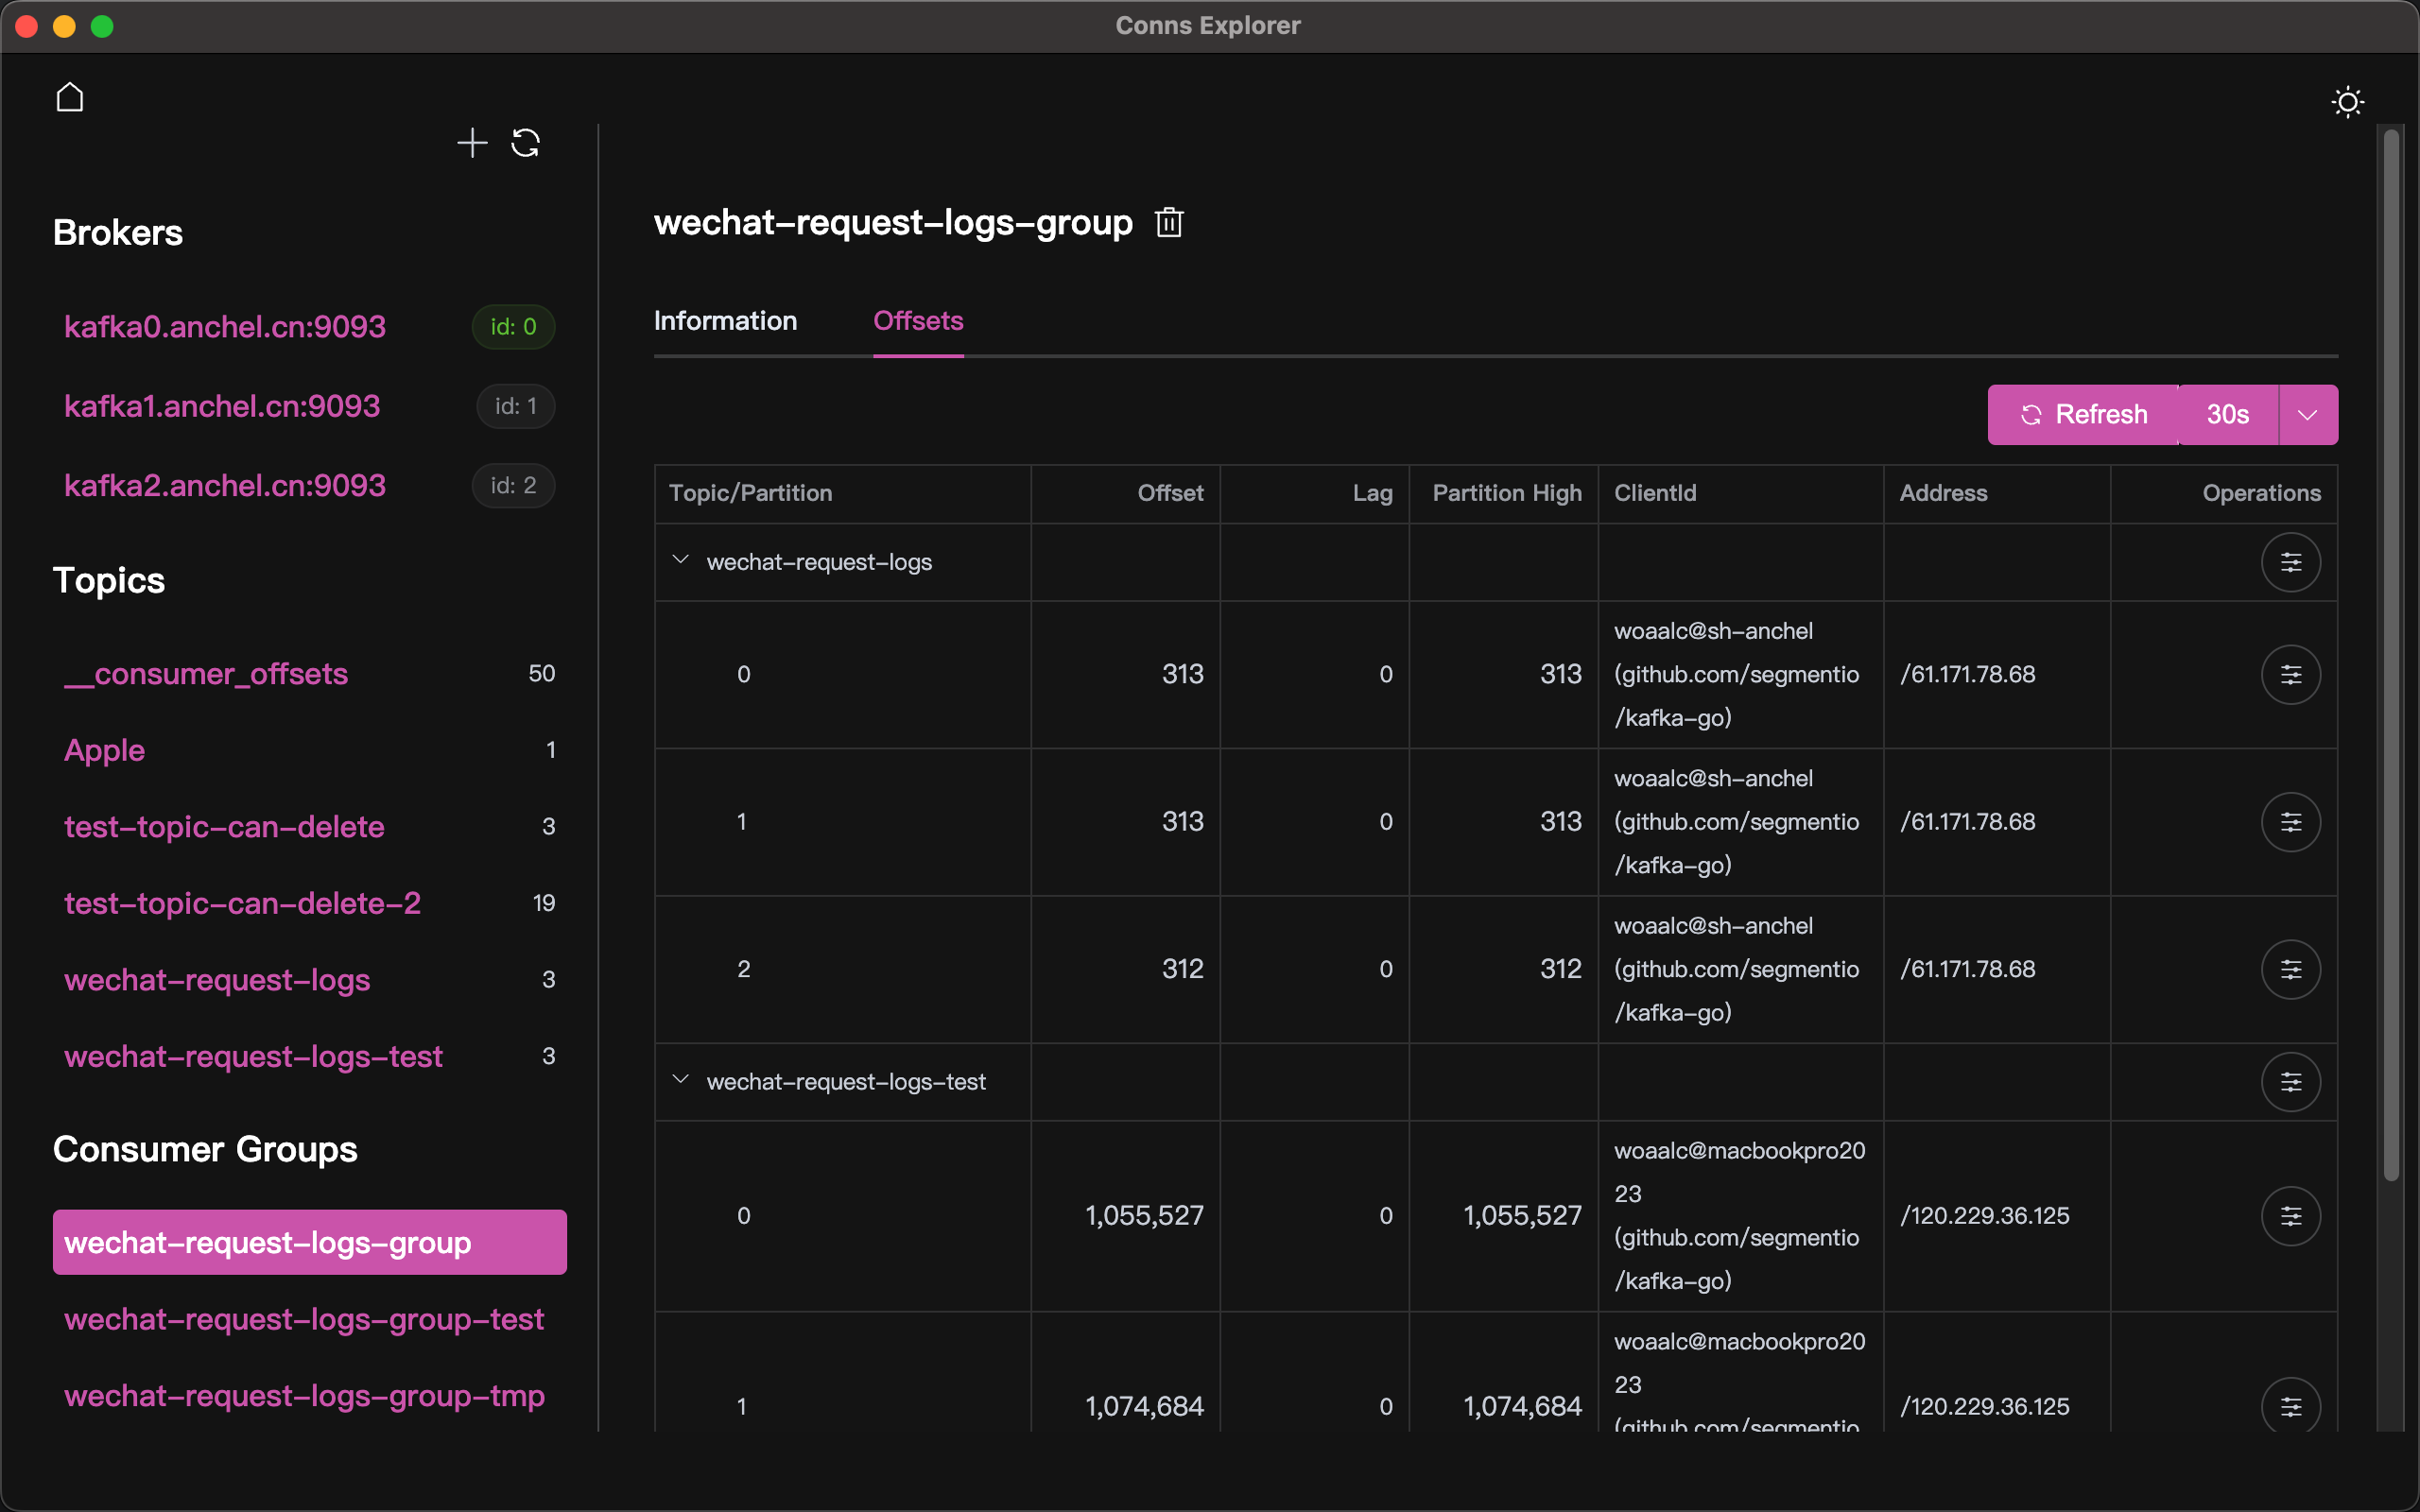 Conns Explorer
Brokers
kafka0.anchel.cn:9093 id: 0
kafka1.anchel.cn:9093 id: 1
kafka2.anchel.cn:9093 id: 2
Topics
__consumer_offsets 50
Apple 1
test-topic-can-delete 3
test-topic-can-delete-2 19
wechat-request-logs 3
wechat-request-logs-test 3
Consumer Groups
wechat-request-logs-group
wechat-request-logs-group-test
wechat-request-logs-group-tmp
wechat-request-logs-group
Information Offsets
Refresh 30s
Topic/Partition Offset Lag Partition High ClientId Address Operations
wechat-request-logs
0 313 0 313 woaalc@sh-anchel
(github.com/segmentio
/kafka-go) /61.171.78.68
1 313 0 313 woaalc@sh-anchel
(github.com/segmentio
/kafka-go) /61.171.78.68
2 312 0 312 woaalc@sh-anchel
(github.com/segmentio
/kafka-go) /61.171.78.68
wechat-request-logs-test
0 1,055,527 0 1,055,527 woaalc@macbookpro20
23
(github.com/segmentio
/kafka-go) /120.229.36.125
1 1,074,684 0 1,074,684 woaalc@macbookpro20
23
(github.com/segmentio /120.229.36.125